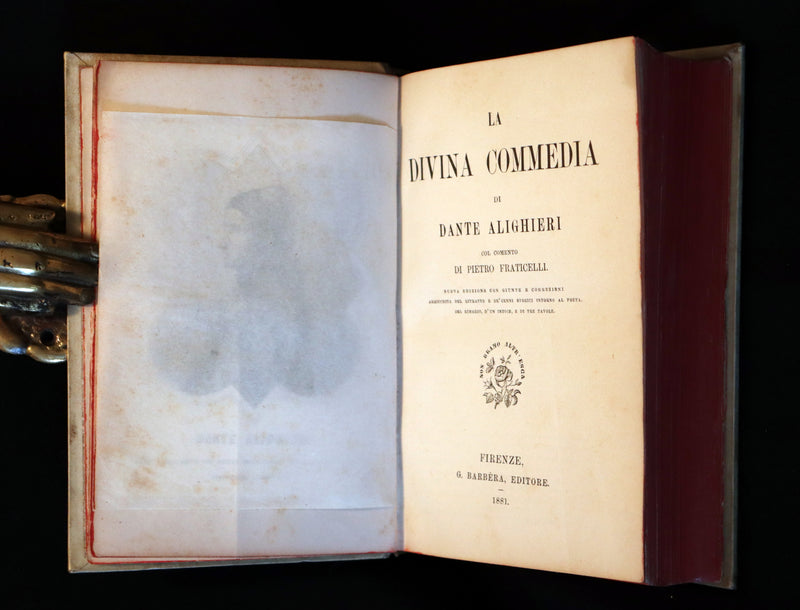 LA
DIVINA COMMEDIA
DI
DANTE ALIGHIERI
COL COMENTO
DI PIETRO FRATICELLI.
NUOVA EDIZIONE CON GIUNTE E CORREZIONI
ARRICCHITA DEL RITRATTO E DE' CENNI STORICI INTORNO AL POETA,
DEL RIMARIO, D'UN INDICE, E DI TRE TAVOLE.
NON BRAMO ALTR'ESCA
FIRENZE,
G. BARBÈRA, EDITORE.
1881.